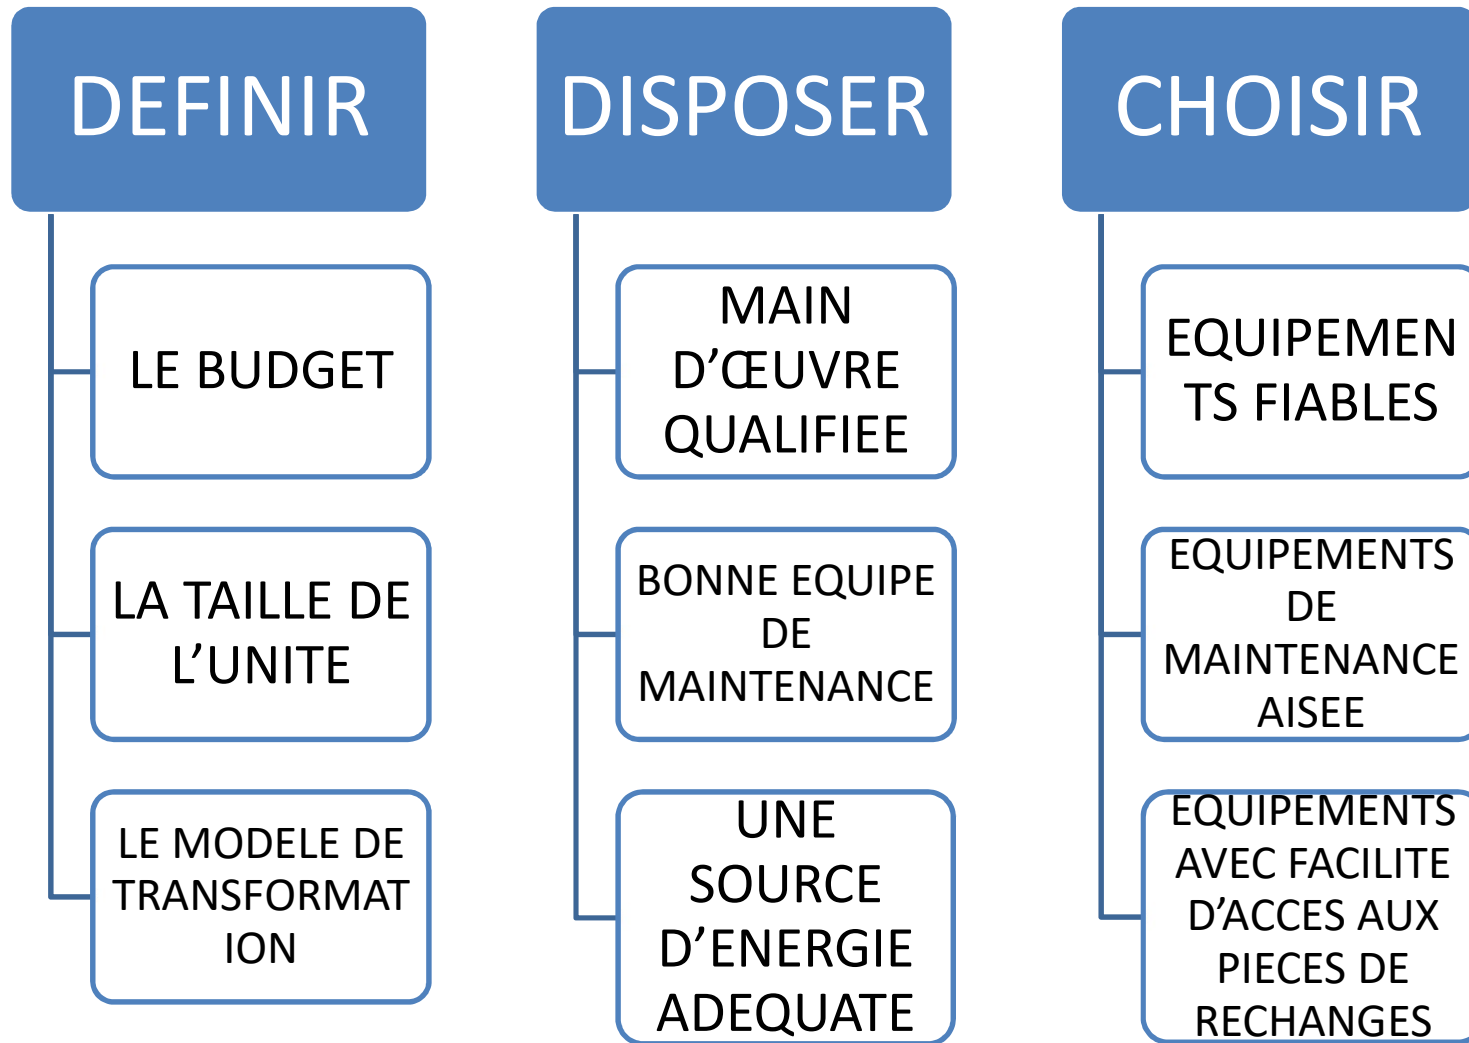 DEFINIR
LE BUDGET
LA TAILLE DE
L’UNITE
LE MODELE DE
TRANSFORMAT
ION
DISPOSER
MAIN
D’ŒUVRE
QUALIFIEE
BONNE EQUIPE
DE
MAINTENANCE
UNE
SOURCE
D’ENERGIE
ADEQUATE
CHOISIR
EQUIPEMEN
TS FIABLES
EQUIPEMENTS
DE
MAINTENANCE
AISEE
EQUIPEMENTS
AVEC FACILITE
D’ACCES AUX
PIECES DE
RECHANGES